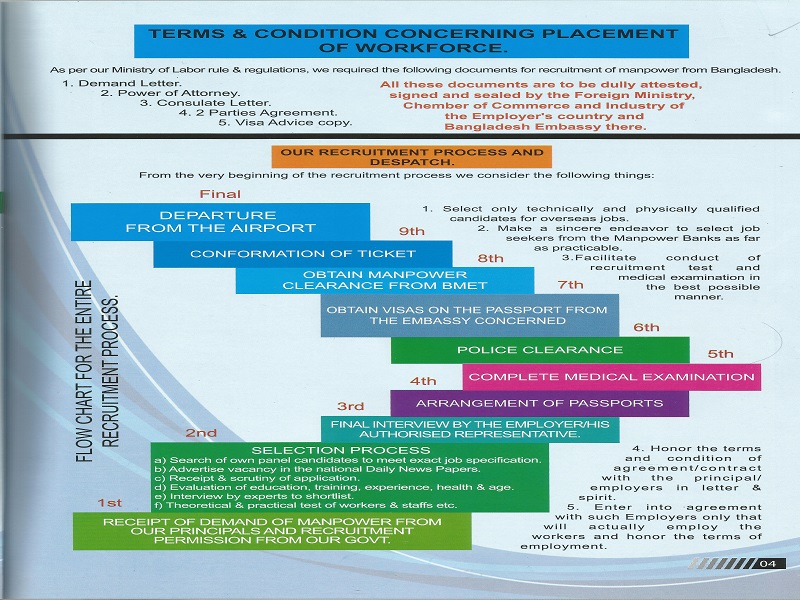 TERMS & CONDITION CONCERNING PLACEMENT
OF WORKFORCE.
As per our Ministry of Labor rule & regulations, we required the following documents for recruitment of manpower from Bangladesh.
1. Demand Letter.
2. Power of Attorney.
3. Consulate Letter.
4. 2 Parties Agreement.
5. Visa Advice copy.
All these documents are to be dully attested,
signed and sealed by the Foreign Ministry,
Chember of Commerce and Industry of
the Employer's country and
Bangladesh Embassy there.
OUR RECRUITMENT PROCESS AND
DESPATCH.
From the very beginning of the recruitment process we consider the following things:
Final
DEPARTURE
FROM THE AIRPORT
9th
CONFORMATION OF TICKET
8th
OBTAIN MANPOWER
CLEARANCE FROM BMET
7th
OBTAIN VISAS ON THE PASSPORT FROM
THE EMBASSY CONCERNED
6th
POLICE CLEARANCE
5th
COMPLETE MEDICAL EXAMINATION
4th
ARRANGEMENT OF PASSPORTS
3rd
FINAL INTERVIEW BY THE EMPLOYER/HIS
AUTHORISED REPRESENTATIVE.
2nd
SELECTION PROCESS
a) Search of own panel candidates to meet exact job specification.
b) Advertise vacancy in the national Daily News Papers.
c) Receipt & scrutiny of application.
d) Evaluation of education, training, experience, health & age.
e) Interview by experts to shortlist.
f) Theoretical & practical test of workers & staffs etc.
1st
RECEIPT OF DEMAND OF MANPOWER FROM
OUR PRINCIPALS AND RECRUITMENT
PERMISSION FROM OUR GOVT.
FLOW CHART FOR THE ENTIRE
RECRUITMENT PROCESS.
1. Select only technically and physically qualified
candidates for overseas jobs.
2. Make a sincere endeavor to select job
seekers from the Manpower Banks as far
as practicable.
3.Facilitate conduct of
recruitment test and
medical examination in
the best possible
manner.
4. Honor the terms
and condition of
agreement/contract
with the principal/
employers in letter &
spirit.
5. Enter into agreement
with such Employers only that
will actually employ the
workers and honor the terms of
employment.
04